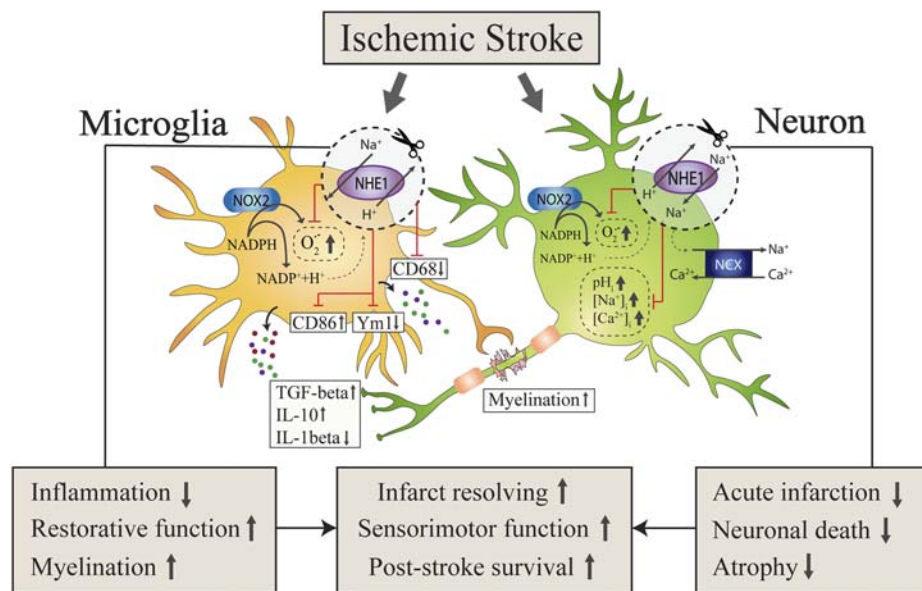 Ischemic Stroke
Microglia
Neuron
Na⁺
NHE1
H⁺
NOX2
NADPH
O₂⁻ ↑
NADP⁺+H⁺
CD68↓
CD86↑
Ym1↓
TGF-beta↑
IL-10↑
IL-1beta↓
Myelination↑
Na⁺
H⁺
NHE1
Na⁺
NOX2
NADPH
O₂⁻ ↑
NADP⁺+H⁺
pHᵢ↑
[Na⁺]ᵢ↑
[Ca²⁺]ᵢ↑
Na⁺
Ca²⁺
NCX
Ca²⁺
Inflammation ↓
Restorative function ↑
Myelination ↑
Infarct resolving ↑
Sensorimotor function ↑
Post-stroke survival ↑
Acute infarction ↓
Neuronal death ↓
Atrophy↓